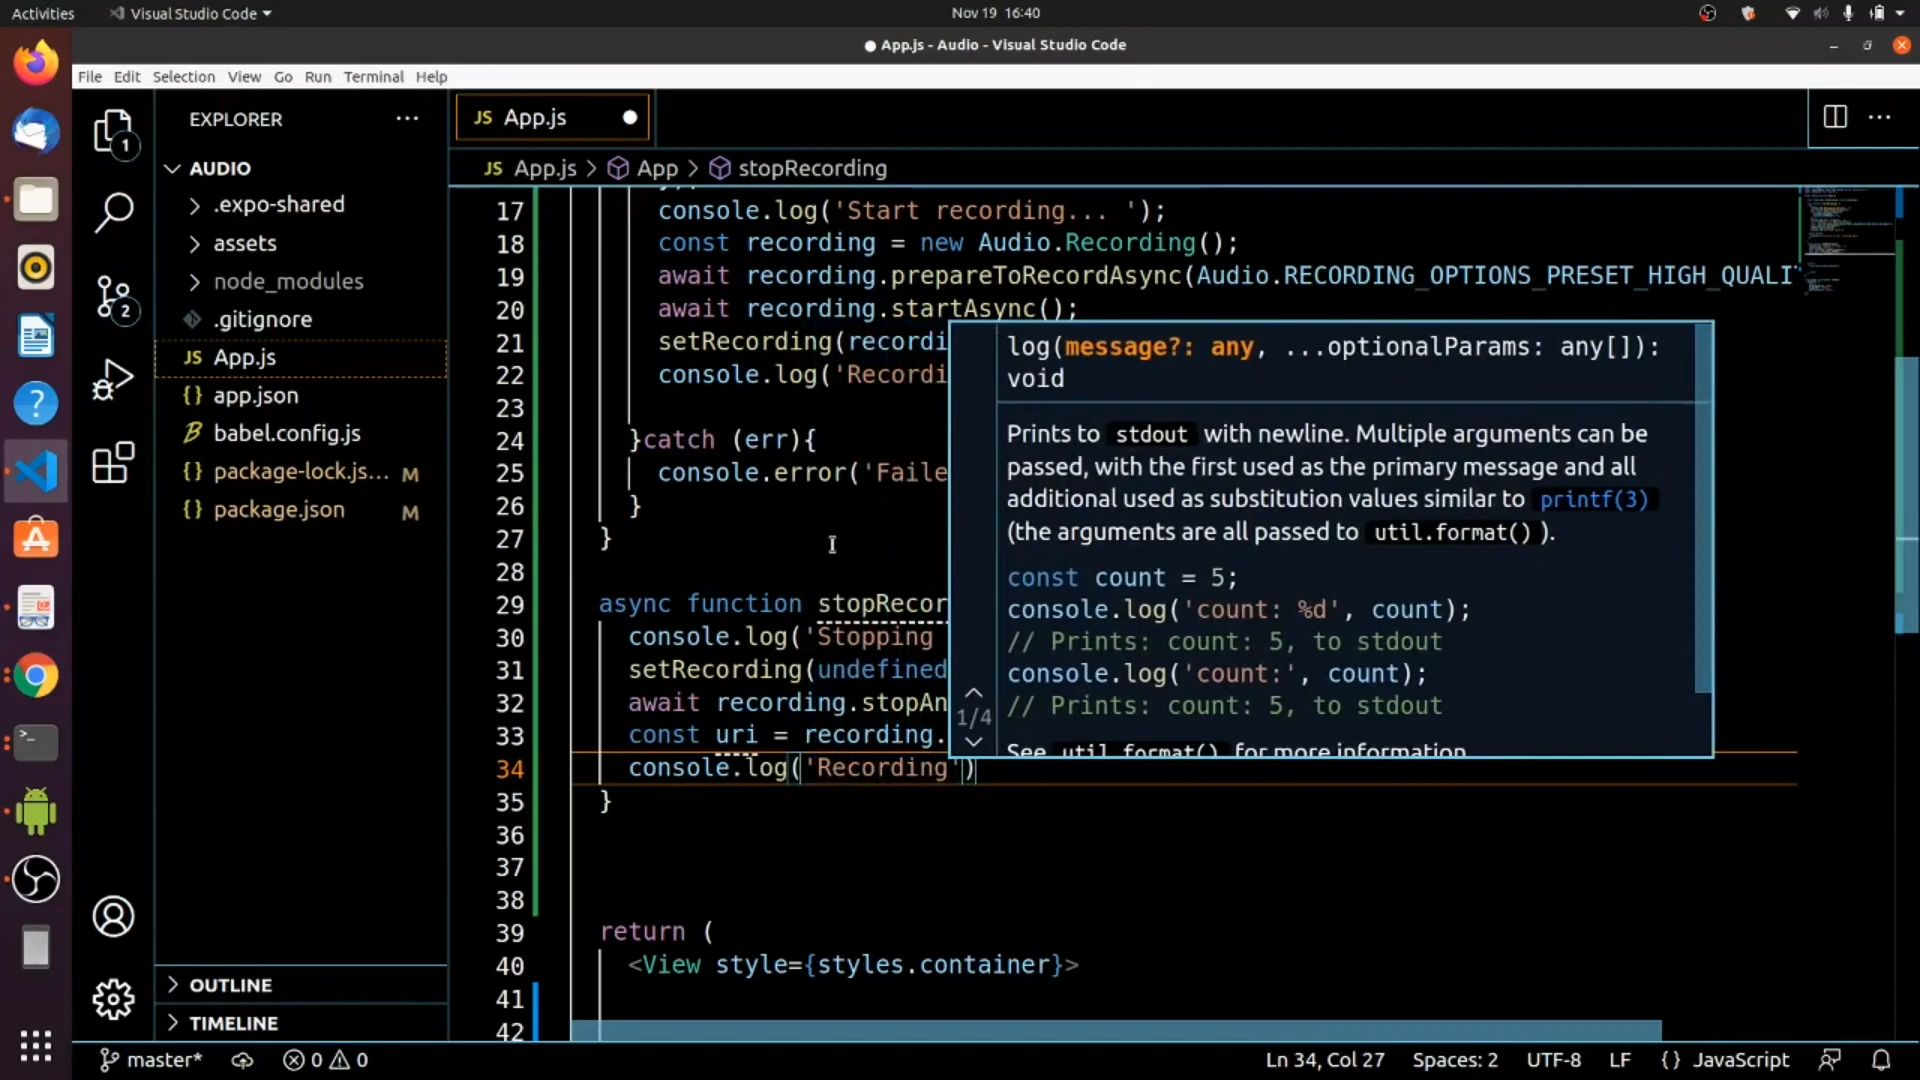 Activities
Visual Studio Code
Nov 19 16:40
App.js - Audio - Visual Studio Code
File Edit Selection View Go Run Terminal Help
EXPLORER
AUDIO
.expo-shared
assets
node_modules
.gitignore
JS App.js
{} app.json
babel.config.js
{} package-lock.js... M
{} package.json M
OUTLINE
TIMELINE
1
2
JS App.js
JS App.js > App > stopRecording
17 console.log('Start recording... ');
18 const recording = new Audio.Recording();
19 await recording.prepareToRecordAsync(Audio.RECORDING_OPTIONS_PRESET_HIGH_QUALI
20 await recording.startAsync();
21 setRecording(recordi
22 console.log('Recordi
23
24 }catch (err){
25 console.error('Faile
26 }
27 }
28
29 async function stopRecor
30 console.log('Stopping
31 setRecording(undefined
32 await recording.stopAn
33 const uri = recording.
34 console.log('Recording')
35 }
36
37
38
39 return (
40 <View style={styles.container}>
41
42
log(message?: any, ...optionalParams: any[]):
void
Prints to stdout with newline. Multiple arguments can be
passed, with the first used as the primary message and all
additional used as substitution values similar to printf(3)
(the arguments are all passed to util.format()).
const count = 5;
console.log('count: %d', count);
// Prints: count: 5, to stdout
console.log('count:', count);
// Prints: count: 5, to stdout
See util.format() for more information
1/4
master* 0 0
Ln 34, Col 27 Spaces: 2 UTF-8 LF {} JavaScript